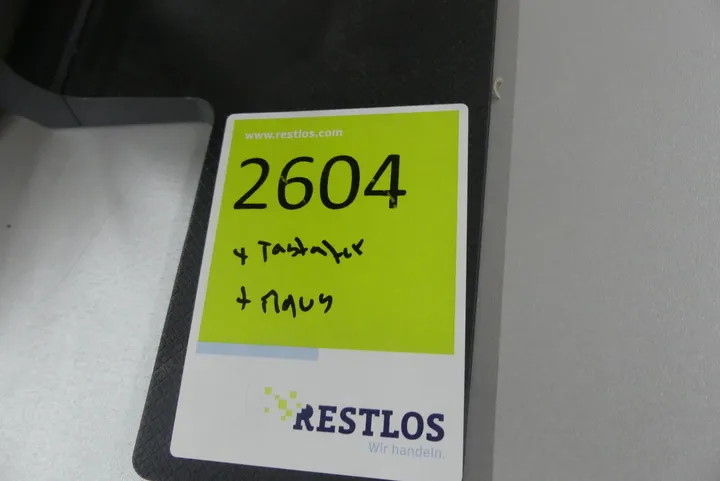 www.restlos.com
2604
+ Tastatur
+ Maus
RESTLOS
Wir handeln.